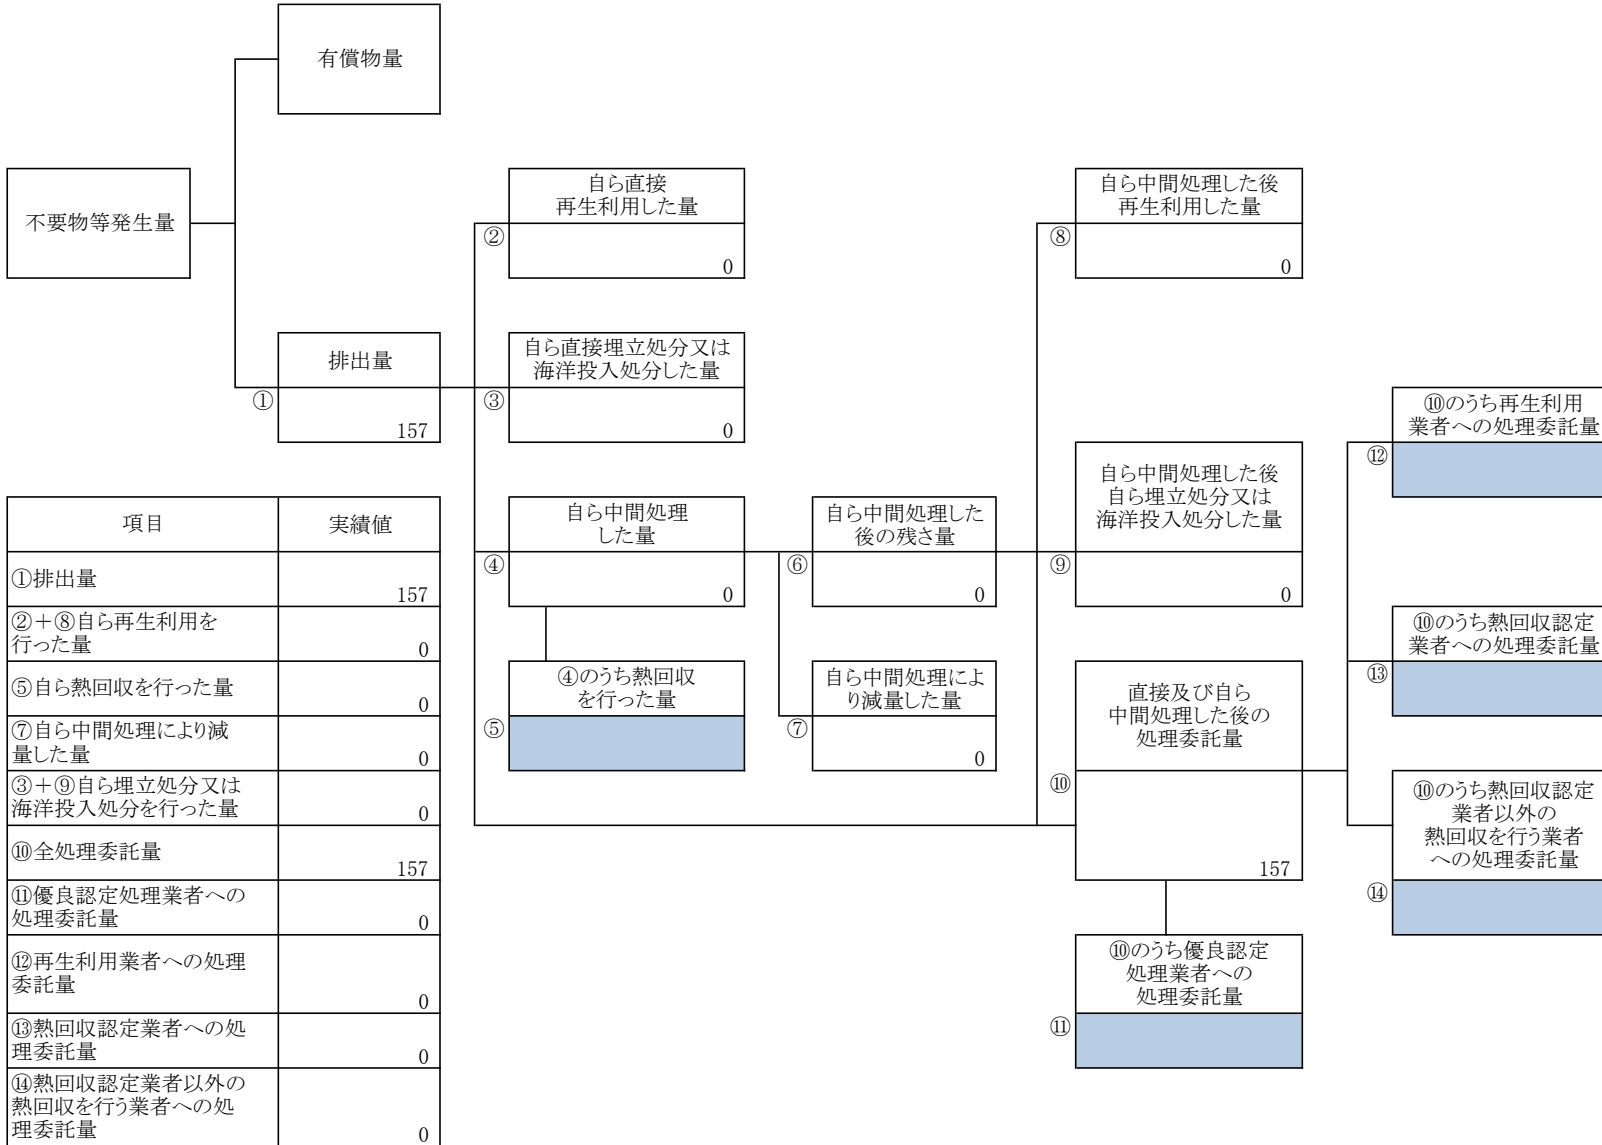 有償物量
不要物等発生量
自ら直接
再生利用した量
②
0
自ら中間処理した後
再生利用した量
⑧
0
排出量
①
157
自ら直接埋立処分又は
海洋投入処分した量
③
0
⑩のうち再生利用
業者への処理委託量
⑫
自ら中間処理
した量
④
0
自ら中間処理した
後の残さ量
⑥
0
自ら中間処理した後
自ら埋立処分又は
海洋投入処分した量
⑨
0
⑩のうち熱回収認定
業者への処理委託量
⑬
④のうち熱回収
を行った量
⑤
自ら中間処理によ
り減量した量
⑦
0
直接及び自ら
中間処理した後の
処理委託量
⑩
157
⑩のうち熱回収認定
業者以外の
熱回収を行う業者
への処理委託量
⑭
⑩のうち優良認定
処理業者への
処理委託量
⑪
項目 実績値
①排出量
157
②+⑧自ら再生利用を
行った量
0
⑤自ら熱回収を行った量
0
⑦自ら中間処理により減
量した量
0
③+⑨自ら埋立処分又は
海洋投入処分を行った量
0
⑩全処理委託量
157
⑪優良認定処理業者への
処理委託量
0
⑫再生利用業者への処理
委託量
0
⑬熱回収認定業者への処
理委託量
0
⑭熱回収認定業者以外の
熱回収を行う業者への処
理委託量
0